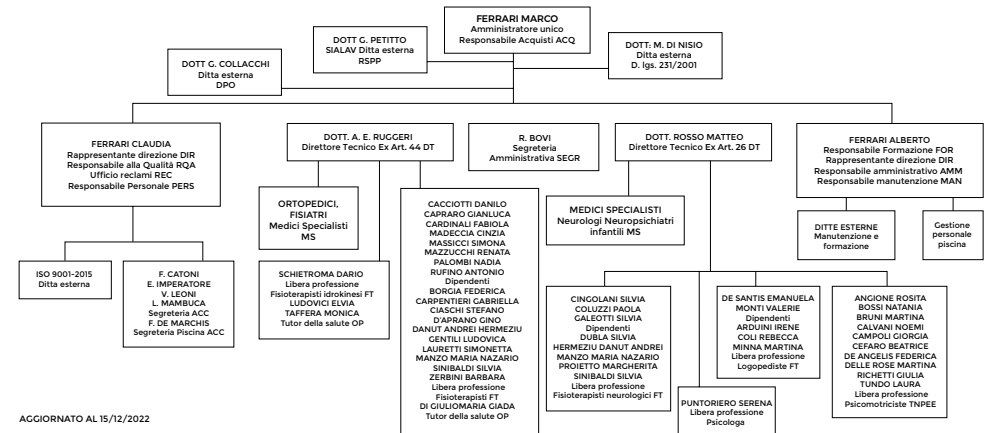 FERRARI MARCO
Amministratore unico
Responsabile Acquisti ACQ
DOTT G. PETITTO
SIALAV Ditta esterna
RSPP
DOTT: M. DI NISIO
Ditta esterna
D. lgs. 231/2001
DOTT G. COLLACCHI
Ditta esterna
DPO
FERRARI CLAUDIA
Rappresentante direzione DIR
Responsabile alla Qualità RQA
Ufficio reclami REC
Responsabile Personale PERS
DOTT. A. E. RUGGERI
Direttore Tecnico Ex Art. 44 DT
R. BOVI
Segreteria
Amministrativa SEGR
DOTT. ROSSO MATTEO
Direttore Tecnico Ex Art. 26 DT
FERRARI ALBERTO
Responsabile Formazione FOR
Rappresentante direzione DIR
Responsabile amministrativo AMM
Responsabile manutenzione MAN
ISO 9001-2015
Ditta esterna
F. CATONI
E. IMPERATORE
V. LEONI
L. MAMBUCA
Segreteria ACC
F. DE MARCHIS
Segreteria Piscina ACC
ORTOPEDICI,
FISIATRI
Medici Specialisti
MS
SCHIETROMA DARIO
Libera professione
Fisioterapisti idrokinesi FT
LUDOVICI ELVIA
TAFFERA MONICA
Tutor della salute OP
CACCIOTTI DANILO
CAPRARO GIANLUCA
CARDINALI FABIOLA
MADECCIA CINZIA
MASSICCI SIMONA
MAZZUCCHI RENATA
PALOMBI NADIA
RUFINO ANTONIO
Dipendenti
BORGIA FEDERICA
CARPENTIERI GABRIELLA
CIASCHI STEFANO
D'APRANO GINO
DANUT ANDREI HERMEZIU
GENTILI LUDOVICA
LAURETTI SIMONETTA
MANZO MARIA NAZARIO
SINIBALDI SILVIA
ZERBINI BARBARA
Libera professione
Fisioterapisti FT
DI GIULIOMARIA GIADA
Tutor della salute OP
MEDICI SPECIALISTI
Neurologi Neuropsichiatri
infantili MS
CINGOLANI SILVIA
COLUZZI PAOLA
GALEOTTI SILVIA
Dipendenti
DUBLA SILVIA
HERMEZIU DANUT ANDREI
MANZO MARIA NAZARIO
PROIETTO MARGHERITA
SINIBALDI SILVIA
Libera professione
Fisioterapisti neurologici FT
PUNTORIERO SERENA
Libera professione
Psicologa
DE SANTIS EMANUELA
MONTI VALERIE
Dipendenti
ARDUINI IRENE
COLI REBECCA
MINNA MARTINA
Libera professione
Logopediste FT
ANGIONE ROSITA
BOSSI NATANIA
BRUNI MARTINA
CALVANI NOEMI
CAMPOLI GIORGIA
CEFARO BEATRICE
DE ANGELIS FEDERICA
DELLE ROSE MARTINA
RICHETTI GIULIA
TUNDO LAURA
Libera professione
Psicomotriciste TNPEE
DITTE ESTERNE
Manutenzione e
formazione
Gestione
personale
piscina
AGGIORNATO AL 15/12/2022